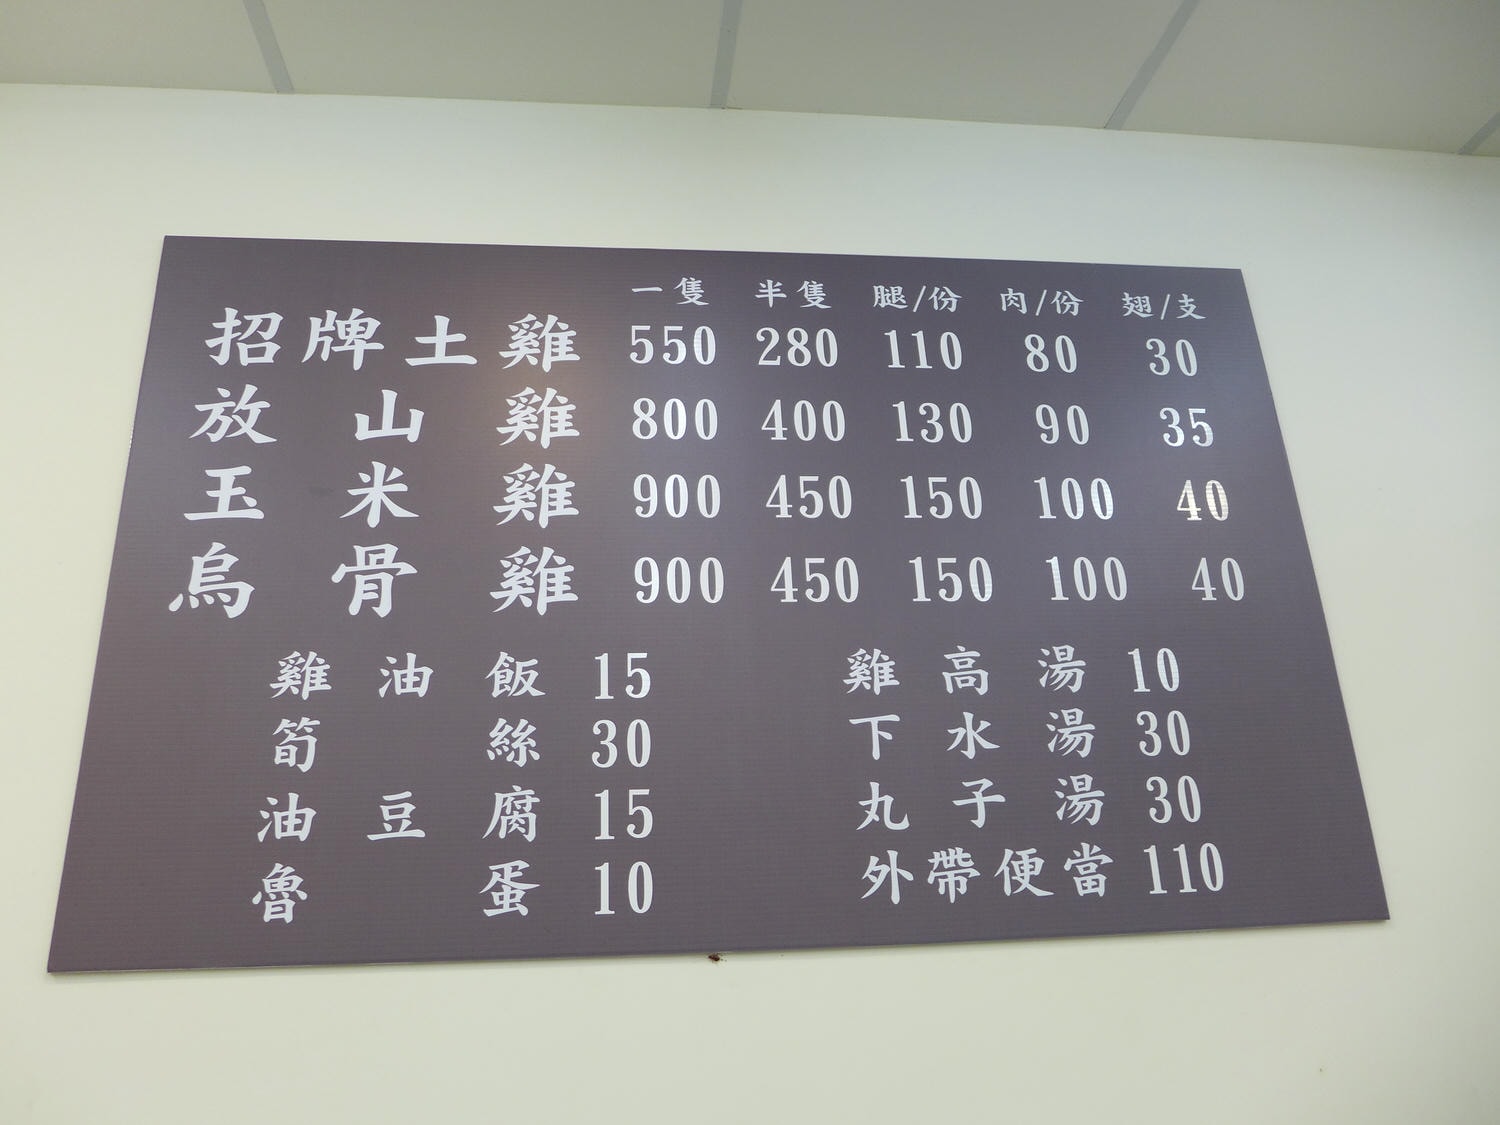 一隻 半隻 腿/份 肉/份 翅/支
招牌土雞 550 280 110 80 30
放山雞 800 400 130 90 35
玉米雞 900 450 150 100 40
烏骨雞 900 450 150 100 40
雞油飯 15 雞高湯 10
筍絲 30 下水湯 30
油豆腐 15 丸子湯 30
魯蛋 10 外帶便當 110